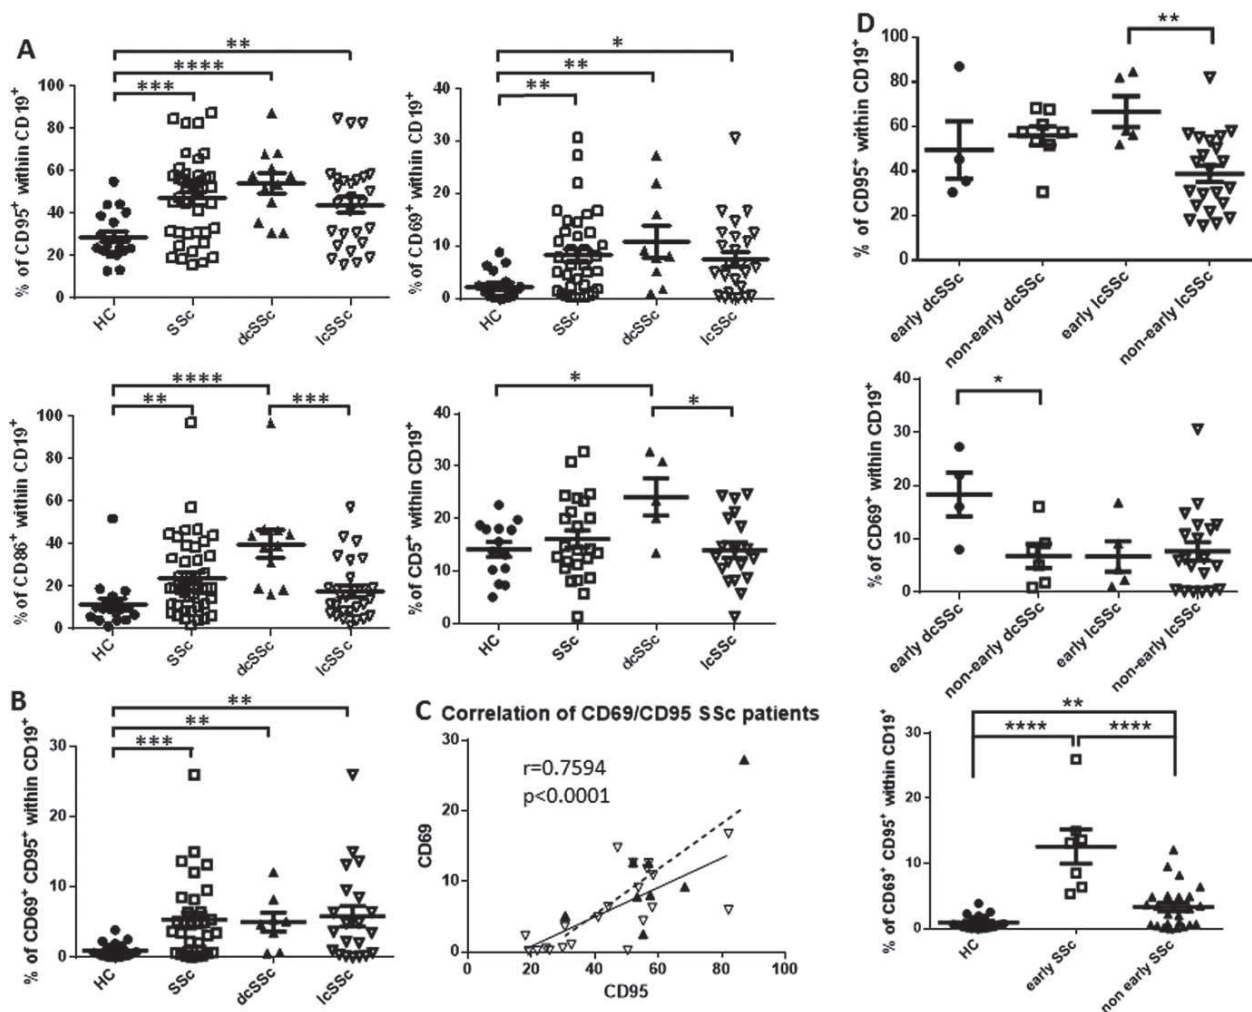 A
% of CD95+ within CD19+
** 
****
***
100
80
60
40
20
0
HC
SSc
dcSSc
lcSSc
% of CD69+ within CD19+
*
**
**
40
30
20
10
0
HC
SSc
dcSSc
lcSSc
% of CD86+ within CD19+
****
**
***
100
80
60
40
20
0
HC
SSc
dcSSc
lcSSc
% of CD5+ within CD19+
*
*
40
30
20
10
0
HC
SSc
dcSSc
lcSSc
B
% of CD69+ CD95+ within CD19+
**
**
***
30
20
10
0
HC
SSc
dcSSc
lcSSc
C Correlation of CD69/CD95 SSc patients
r=0.7594
p<0.0001
CD69
30
20
10
0
0 20 40 60 80 100
CD95
D
% of CD95+ within CD19+
**
100
80
60
40
20
0
early dcSSc
non-early dcSSc
early lcSSc
non-early lcSSc
% of CD69+ within CD19+
*
40
30
20
10
0
early dcSSc
non-early dcSSc
early lcSSc
non-early lcSSc
% of CD69+ CD95+ within CD19+
**
**** ****
30
20
10
0
HC
early SSc
non early SSc